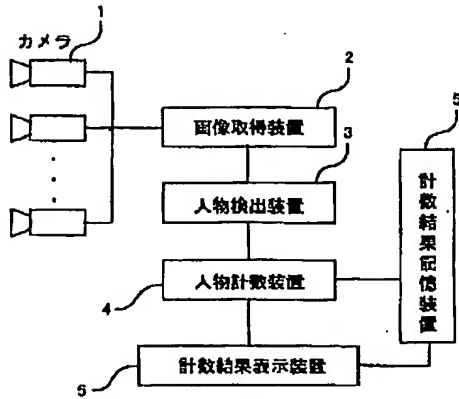 カメラ
1
2
画像取得装置
3
人物検出装置
5
計数結果記憶装置
人物計数装置
4
計数結果表示装置
6